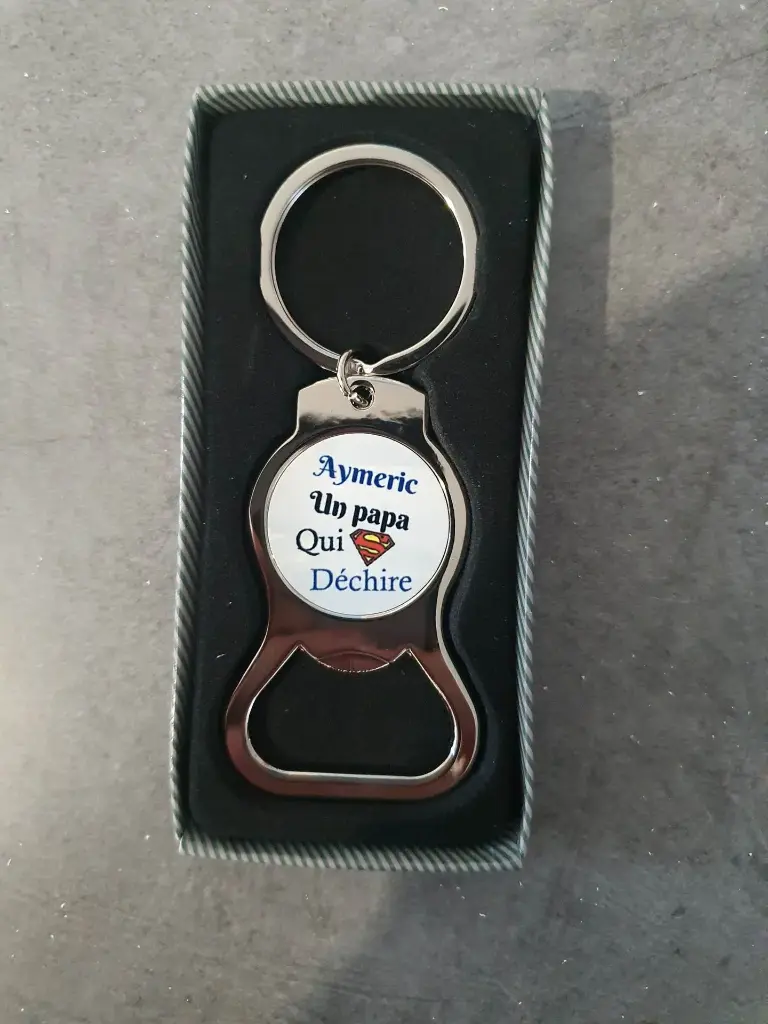 Aymeric
Un papa
Qui S
Déchire